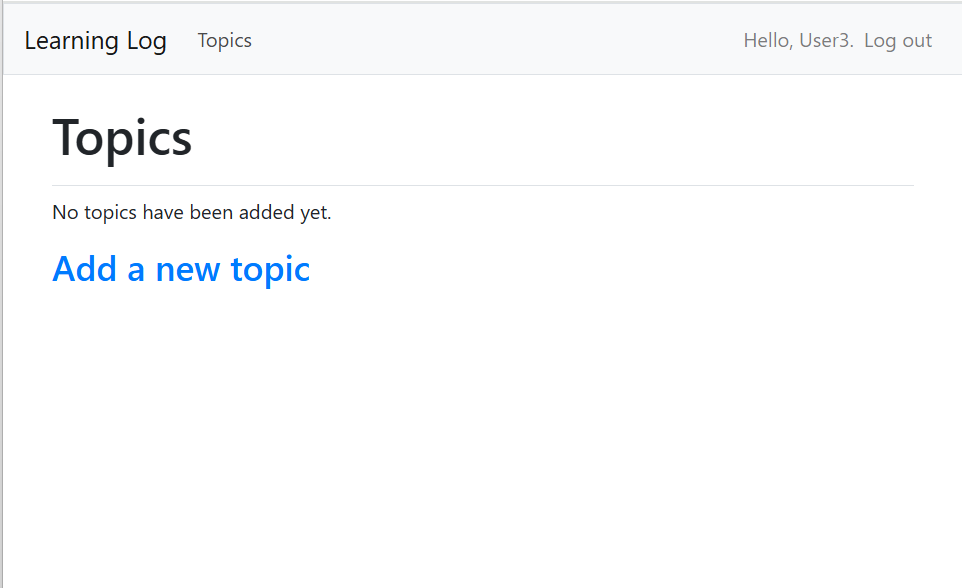 Learning Log Topics Hello, User3. Log out
Topics
No topics have been added yet.
Add a new topic